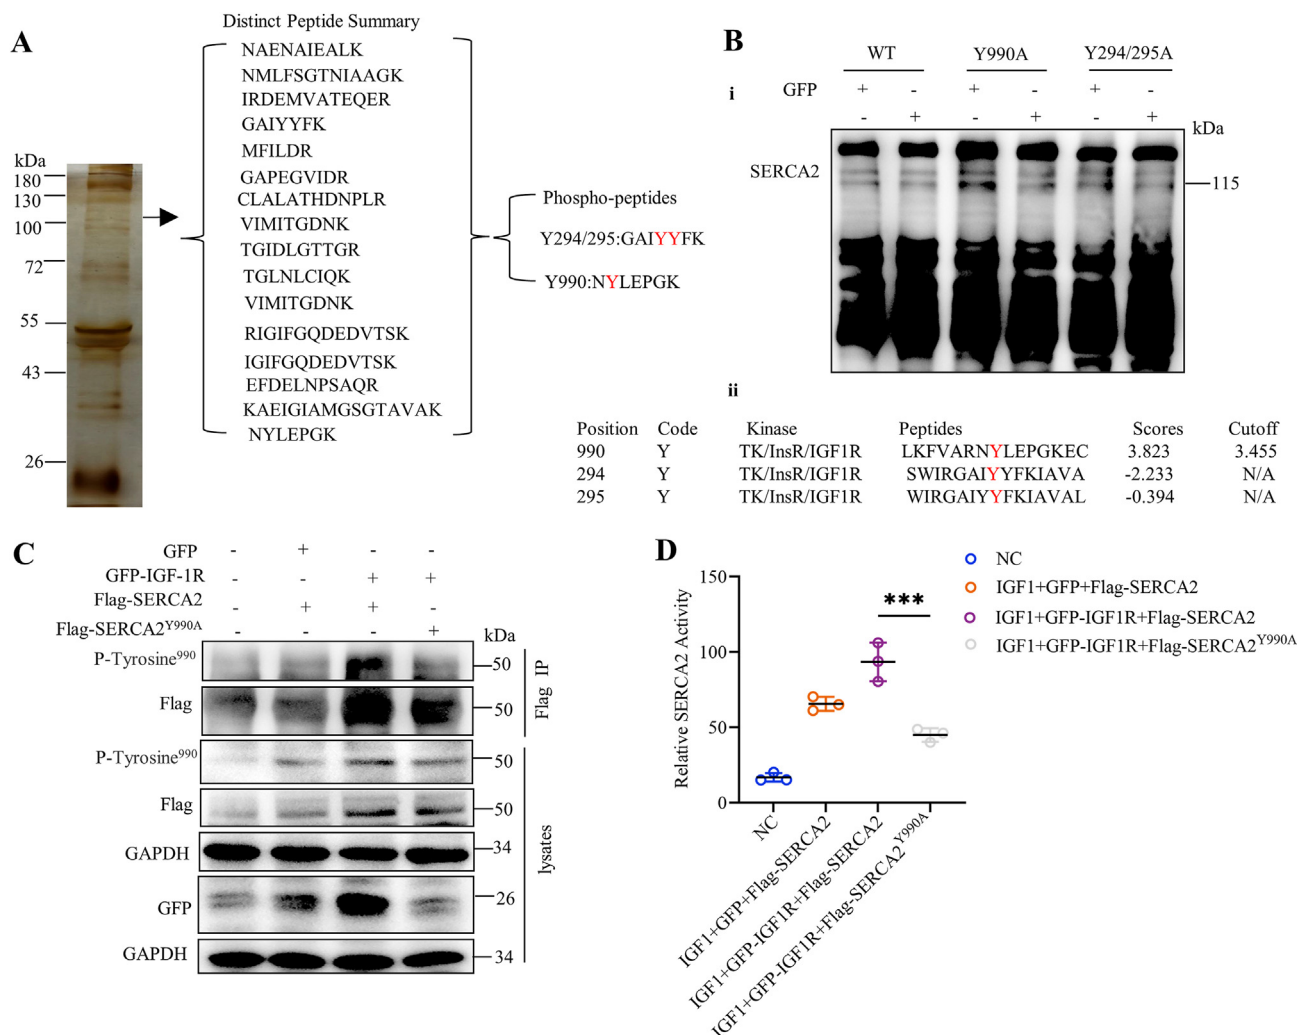 A
Distinct Peptide Summary
NAENAIEALK
NMLFSGTNIAAGK
IRDEMVATEQER
GAIYYFK
MFILDR
GAPEGVIDR
CLALATHDNPLR
VIMITGDNK
TGIDLGTTGR
TGLNLCIQK
VIMITGDNK
RIGIFGQDEDVTSK
IGIFGQDEDVTSK
EFDELNPSAQR
KAEIGIAMGSGTAVAK
NYLEPGK
kDa
180
130
100
72
55
43
26
Phospho-peptides
Y294/295:GAIYYFK
Y990:NYLEPGK
B
WT Y990A Y294/295A
i
GFP + - + - + -
- + - + - +
kDa
SERCA2
115
ii
Position Code Kinase Peptides Scores Cutoff
990 Y TK/InsR/IGF1R LKFVARNYLEPGKEC 3.823 3.455
294 Y TK/InsR/IGF1R SWIRGAIYYFKIAVA -2.233 N/A
295 Y TK/InsR/IGF1R WIRGAIYYFKIAVAL -0.394 N/A
C
GFP - + - -
GFP-IGF-1R - - + +
Flag-SERCA2 - + + -
Flag-SERCA2Y990A - - - +
kDa
P-Tyrosine990 50
Flag 50
Flag IP
P-Tyrosine990 50
Flag 50
GAPDH 34
GFP 26
GAPDH 34
lysates
D
NC
IGF1+GFP+Flag-SERCA2
IGF1+GFP-IGF1R+Flag-SERCA2
IGF1+GFP-IGF1R+Flag-SERCA2Y990A
***
Relative SERCA2 Activity
150
100
50
0
NC
IGF1+GFP+Flag-SERCA2
IGF1+GFP-IGF1R+Flag-SERCA2
IGF1+GFP-IGF1R+Flag-SERCA2Y990A